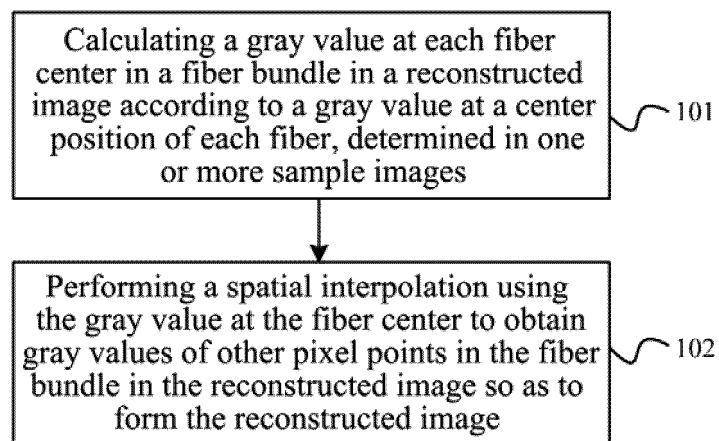 Calculating a gray value at each fiber
center in a fiber bundle in a reconstructed
image according to a gray value at a center
position of each fiber, determined in one
or more sample images
101
Performing a spatial interpolation using
the gray value at the fiber center to obtain
gray values of other pixel points in the fiber
bundle in the reconstructed image so as to
form the reconstructed image
102